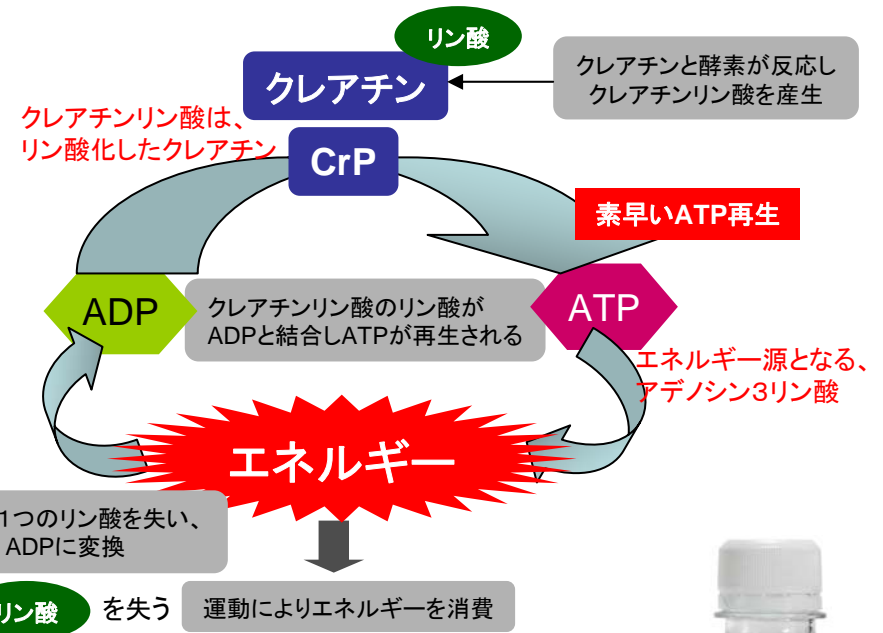 リン酸
クレアチン
クレアチンと酵素が反応し
クレアチンリン酸を産生
クレアチンリン酸は、
リン酸化したクレアチン
CrP
素早いATP再生
ADP
クレアチンリン酸のリン酸が
ADPと結合しATPが再生される
ATP
エネルギー源となる、
アデノシン3リン酸
エネルギー
1つのリン酸を失い、
ADPに変換
リン酸 を失う
運動によりエネルギーを消費